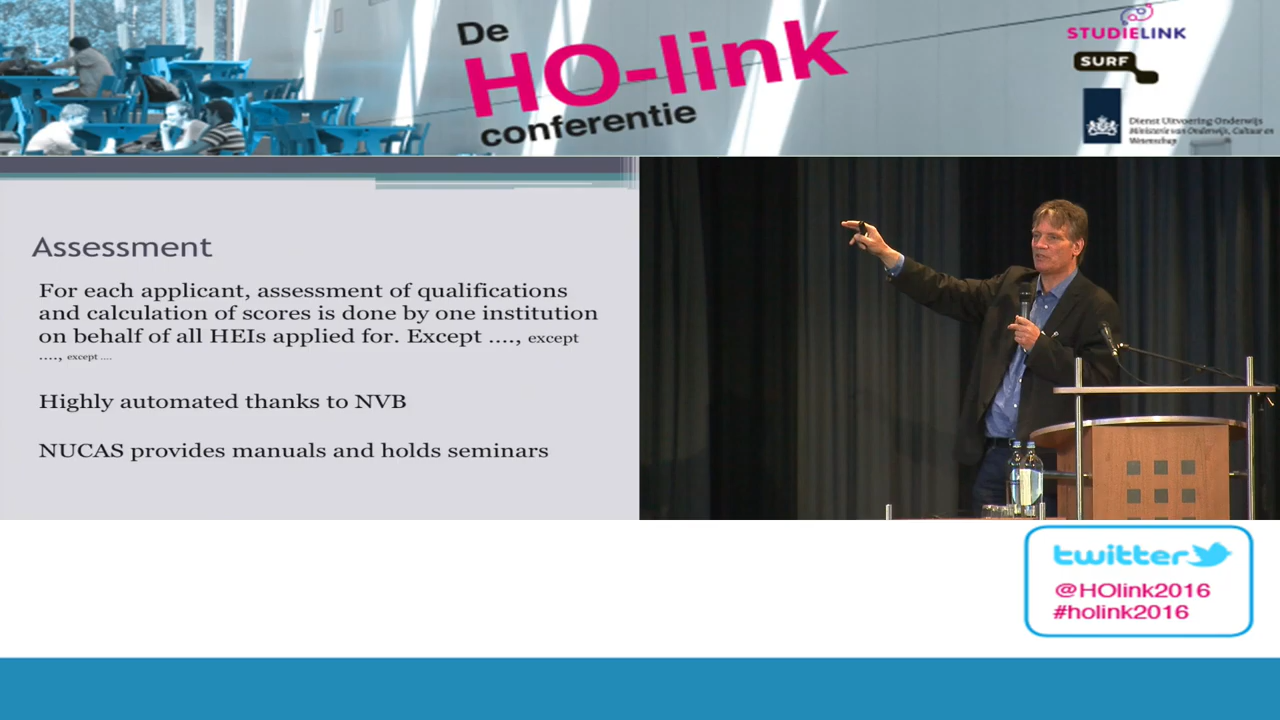 De
HO-link
conferentie
STUDIELINK
SURF
Dienst Uitvoering Onderwijs
Ministerie van Onderwijs, Cultuur en
Wetenschap
Assessment
For each applicant, assessment of qualifications
and calculation of scores is done by one institution
on behalf of all HEIs applied for. Except ...., except
...., except ....
Highly automated thanks to NVB
NUCAS provides manuals and holds seminars
twitter
@HOlink2016
#holink2016